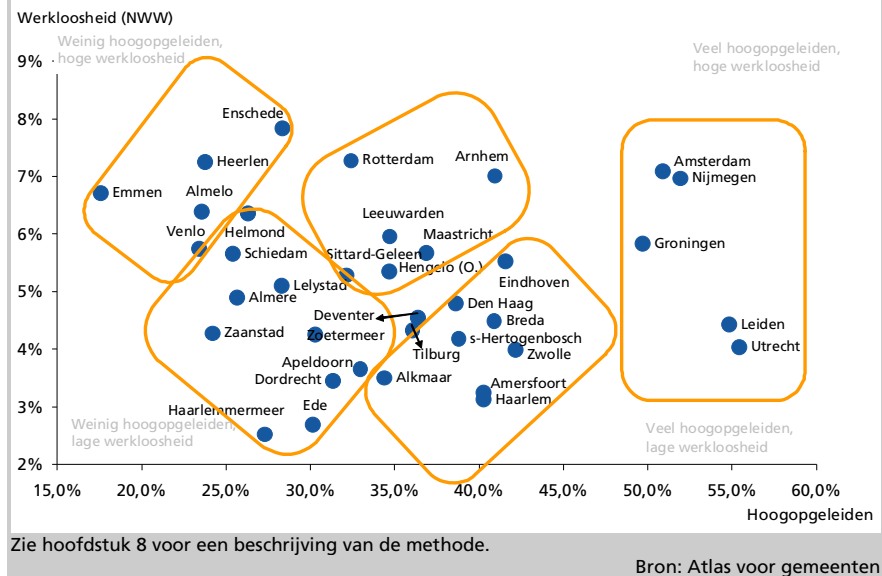 Werkloosheid (NWW)
Weinig hoogopgeleiden,
hoge werkloosheid
Veel hoogopgeleiden,
hoge werkloosheid
9%
8%
7%
6%
5%
4%
3%
2%
Enschede
Heerlen
Emmen
Almelo
Venlo
Helmond
Rotterdam
Arnhem
Leeuwarden
Maastricht
Sittard-Geleen
Hengelo (O.)
Amsterdam
Nijmegen
Groningen
Leiden
Utrecht
Schiedam
Lelystad
Almere
Zaanstad
Zoetermeer
Apeldoorn
Dordrecht
Haarlemmermeer
Ede
Deventer
Tilburg
Alkmaar
Eindhoven
Den Haag
Breda
s-Hertogenbosch
Zwolle
Amersfoort
Haarlem
Weinig hoogopgeleiden,
lage werkloosheid
Veel hoogopgeleiden,
lage werkloosheid
15,0% 20,0% 25,0% 30,0% 35,0% 40,0% 45,0% 50,0% 55,0% 60,0%
Hoogopgeleiden
Zie hoofdstuk 8 voor een beschrijving van de methode.
Bron: Atlas voor gemeenten